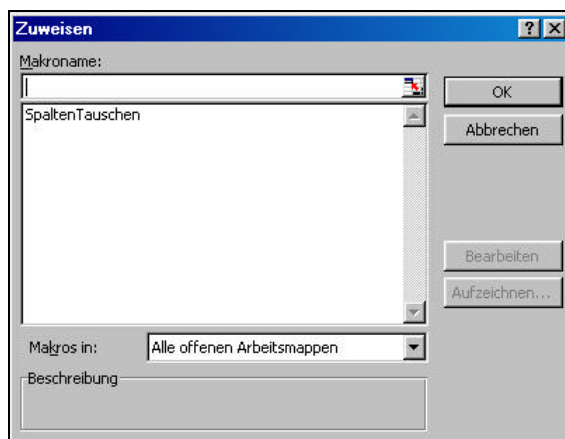 Zuweisen
Makroname:
OK
SpaltenTauschen
Abbrechen
Bearbeiten
Aufzeichnen...
Makros in:
Alle offenen Arbeitsmappen
Beschreibung